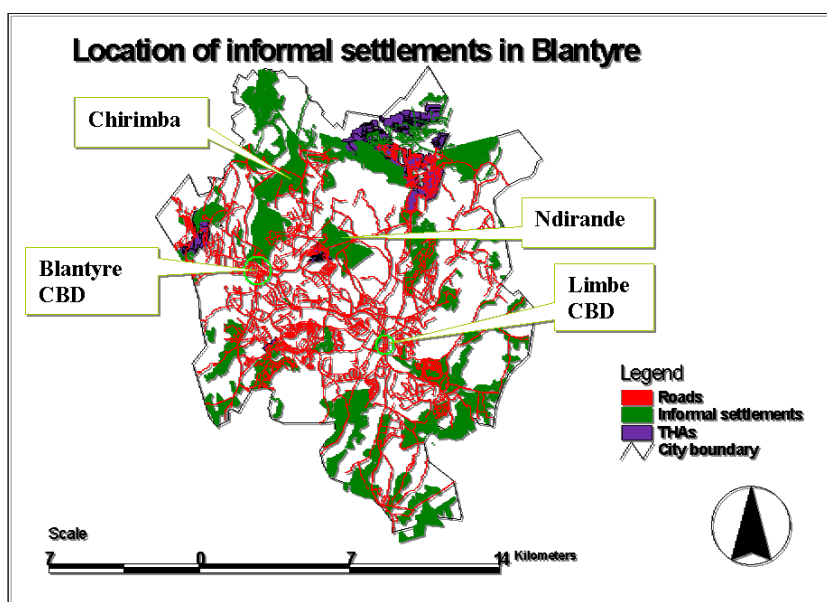 Location of informal settlements in Blantyre
Chirimba
Ndirande
Blantyre
CBD
Limbe
CBD
Legend
Roads
Informal settlements
THAs
City boundary
Scale
7 0 7 14 Kilometers